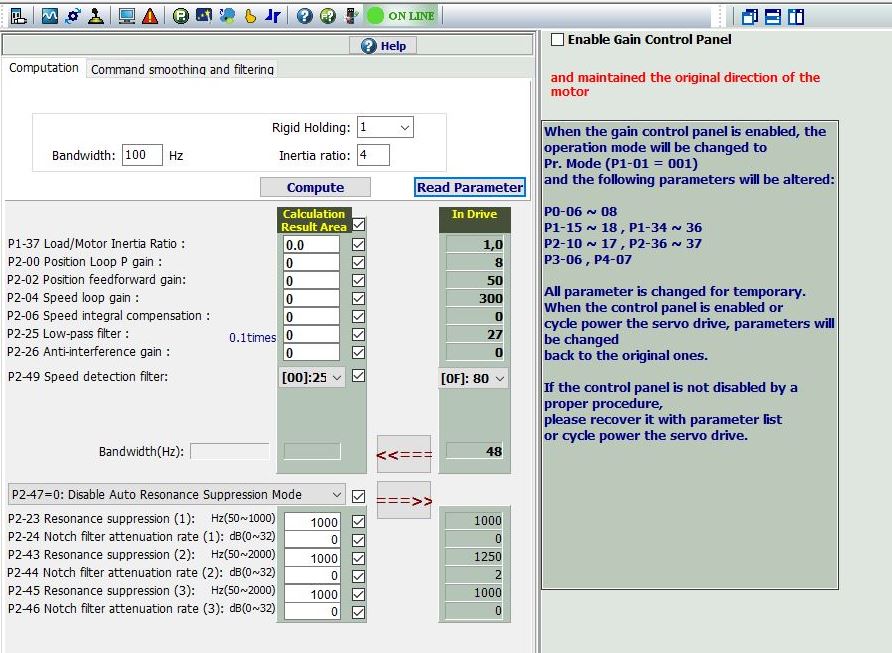 ON LINE
Help
Computation
Command smoothing and filtering
Rigid Holding: 1
Bandwidth: 100 Hz
Inertia ratio: 4
Compute
Read Parameter
Calculation
Result Area
In Drive
P1-37 Load/Motor Inertia Ratio : 0.0 1,0
P2-00 Position Loop P gain : 0 8
P2-02 Position feedforward gain: 0 50
P2-04 Speed loop gain : 0 300
P2-06 Speed integral compensation : 0 0
P2-25 Low-pass filter : 0.1times 0 27
P2-26 Anti-interference gain : 0 0
P2-49 Speed detection filter: [00]:25 [0F]: 80
Bandwidth(Hz): <<=== 48
P2-47=0: Disable Auto Resonance Suppression Mode
===>>
P2-23 Resonance suppression (1): Hz(50~1000) 1000 1000
P2-24 Notch filter attenuation rate (1): dB(0~32) 0 0
P2-43 Resonance suppression (2): Hz(50~2000) 1000 1250
P2-44 Notch filter attenuation rate (2): dB(0~32) 0 2
P2-45 Resonance suppression (3): Hz(50~2000) 1000 1000
P2-46 Notch filter attenuation rate (3): dB(0~32) 0 0
Enable Gain Control Panel
and maintained the original direction of the
motor
When the gain control panel is enabled, the
operation mode will be changed to
Pr. Mode (P1-01 = 001)
and the following parameters will be altered:
P0-06 ~ 08
P1-15 ~ 18 , P1-34 ~ 36
P2-10 ~ 17 , P2-36 ~ 37
P3-06 , P4-07
All parameter is changed for temporary.
When the control panel is enabled or
cycle power the servo drive, parameters will
be changed
back to the original ones.
If the control panel is not disabled by a
proper procedure,
please recover it with parameter list
or cycle power the servo drive.